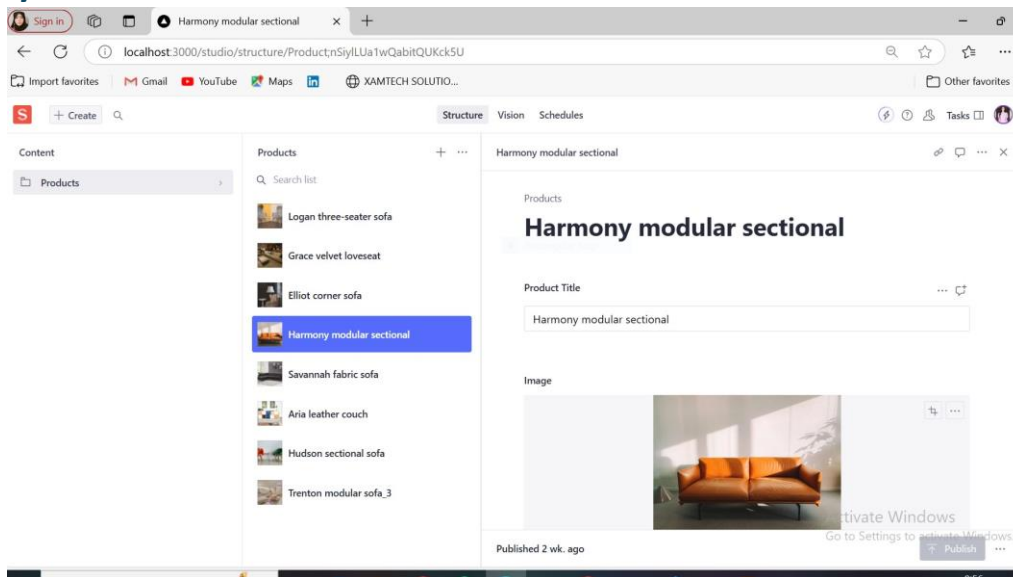 Sign in
Harmony modular sectional
localhost:3000/studio/structure/Product;nSiylLUa1wQabitQUKck5U
Import favorites Gmail YouTube Maps in XAMTECH SOLUTIO... Other favorites
S + Create Structure Vision Schedules Tasks
Content Products Harmony modular sectional
Products
Search list
Logan three-seater sofa
Grace velvet loveseat
Elliot corner sofa
Harmony modular sectional
Savannah fabric sofa
Aria leather couch
Hudson sectional sofa
Trenton modular sofa_3
Products
Harmony modular sectional
Product Title
Harmony modular sectional
Image
Activate Windows
Go to Settings to activate Windows.
Published 2 wk. ago
Publish